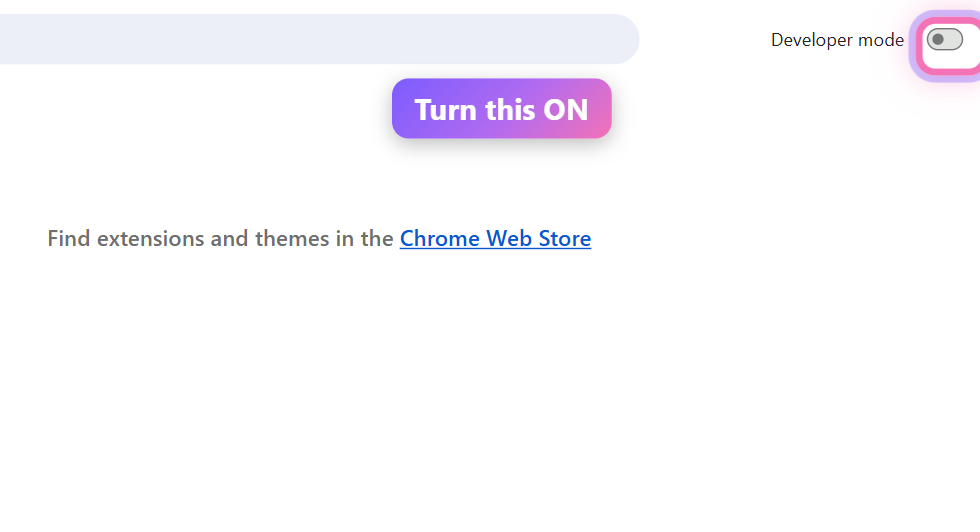 Developer mode
Turn this ON
Find extensions and themes in the Chrome Web Store